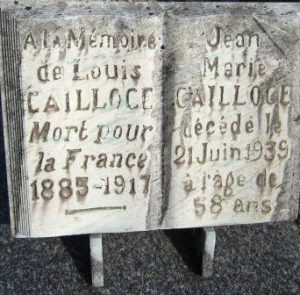 A la Mémoire
de Louis
CAILLOCE
Mort pour
la France
1885-1917
Jean
Marie
CAILLOCE
décédé le
21 Juin 1939
à l'âge de
58 ans